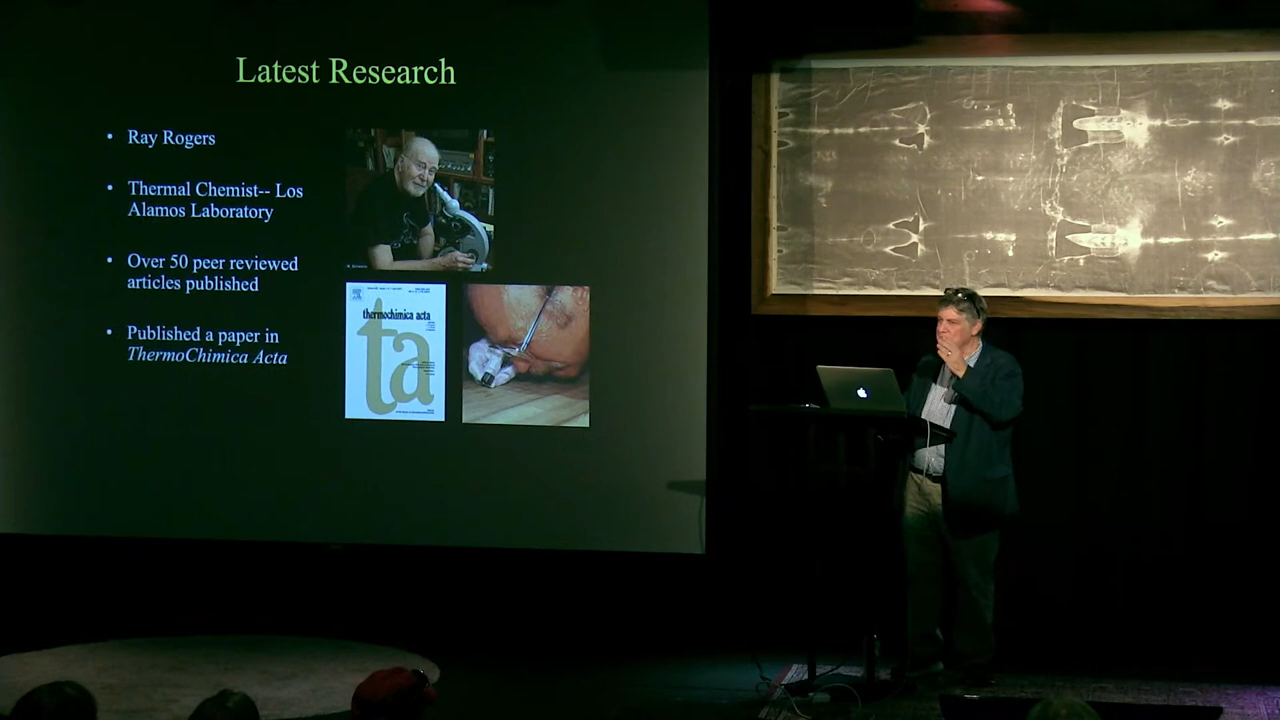 Latest Research
• Ray Rogers
• Thermal Chemist-- Los
Alamos Laboratory
• Over 50 peer reviewed
articles published
• Published a paper in
ThermoChimica Acta
thermochimica acta
ta